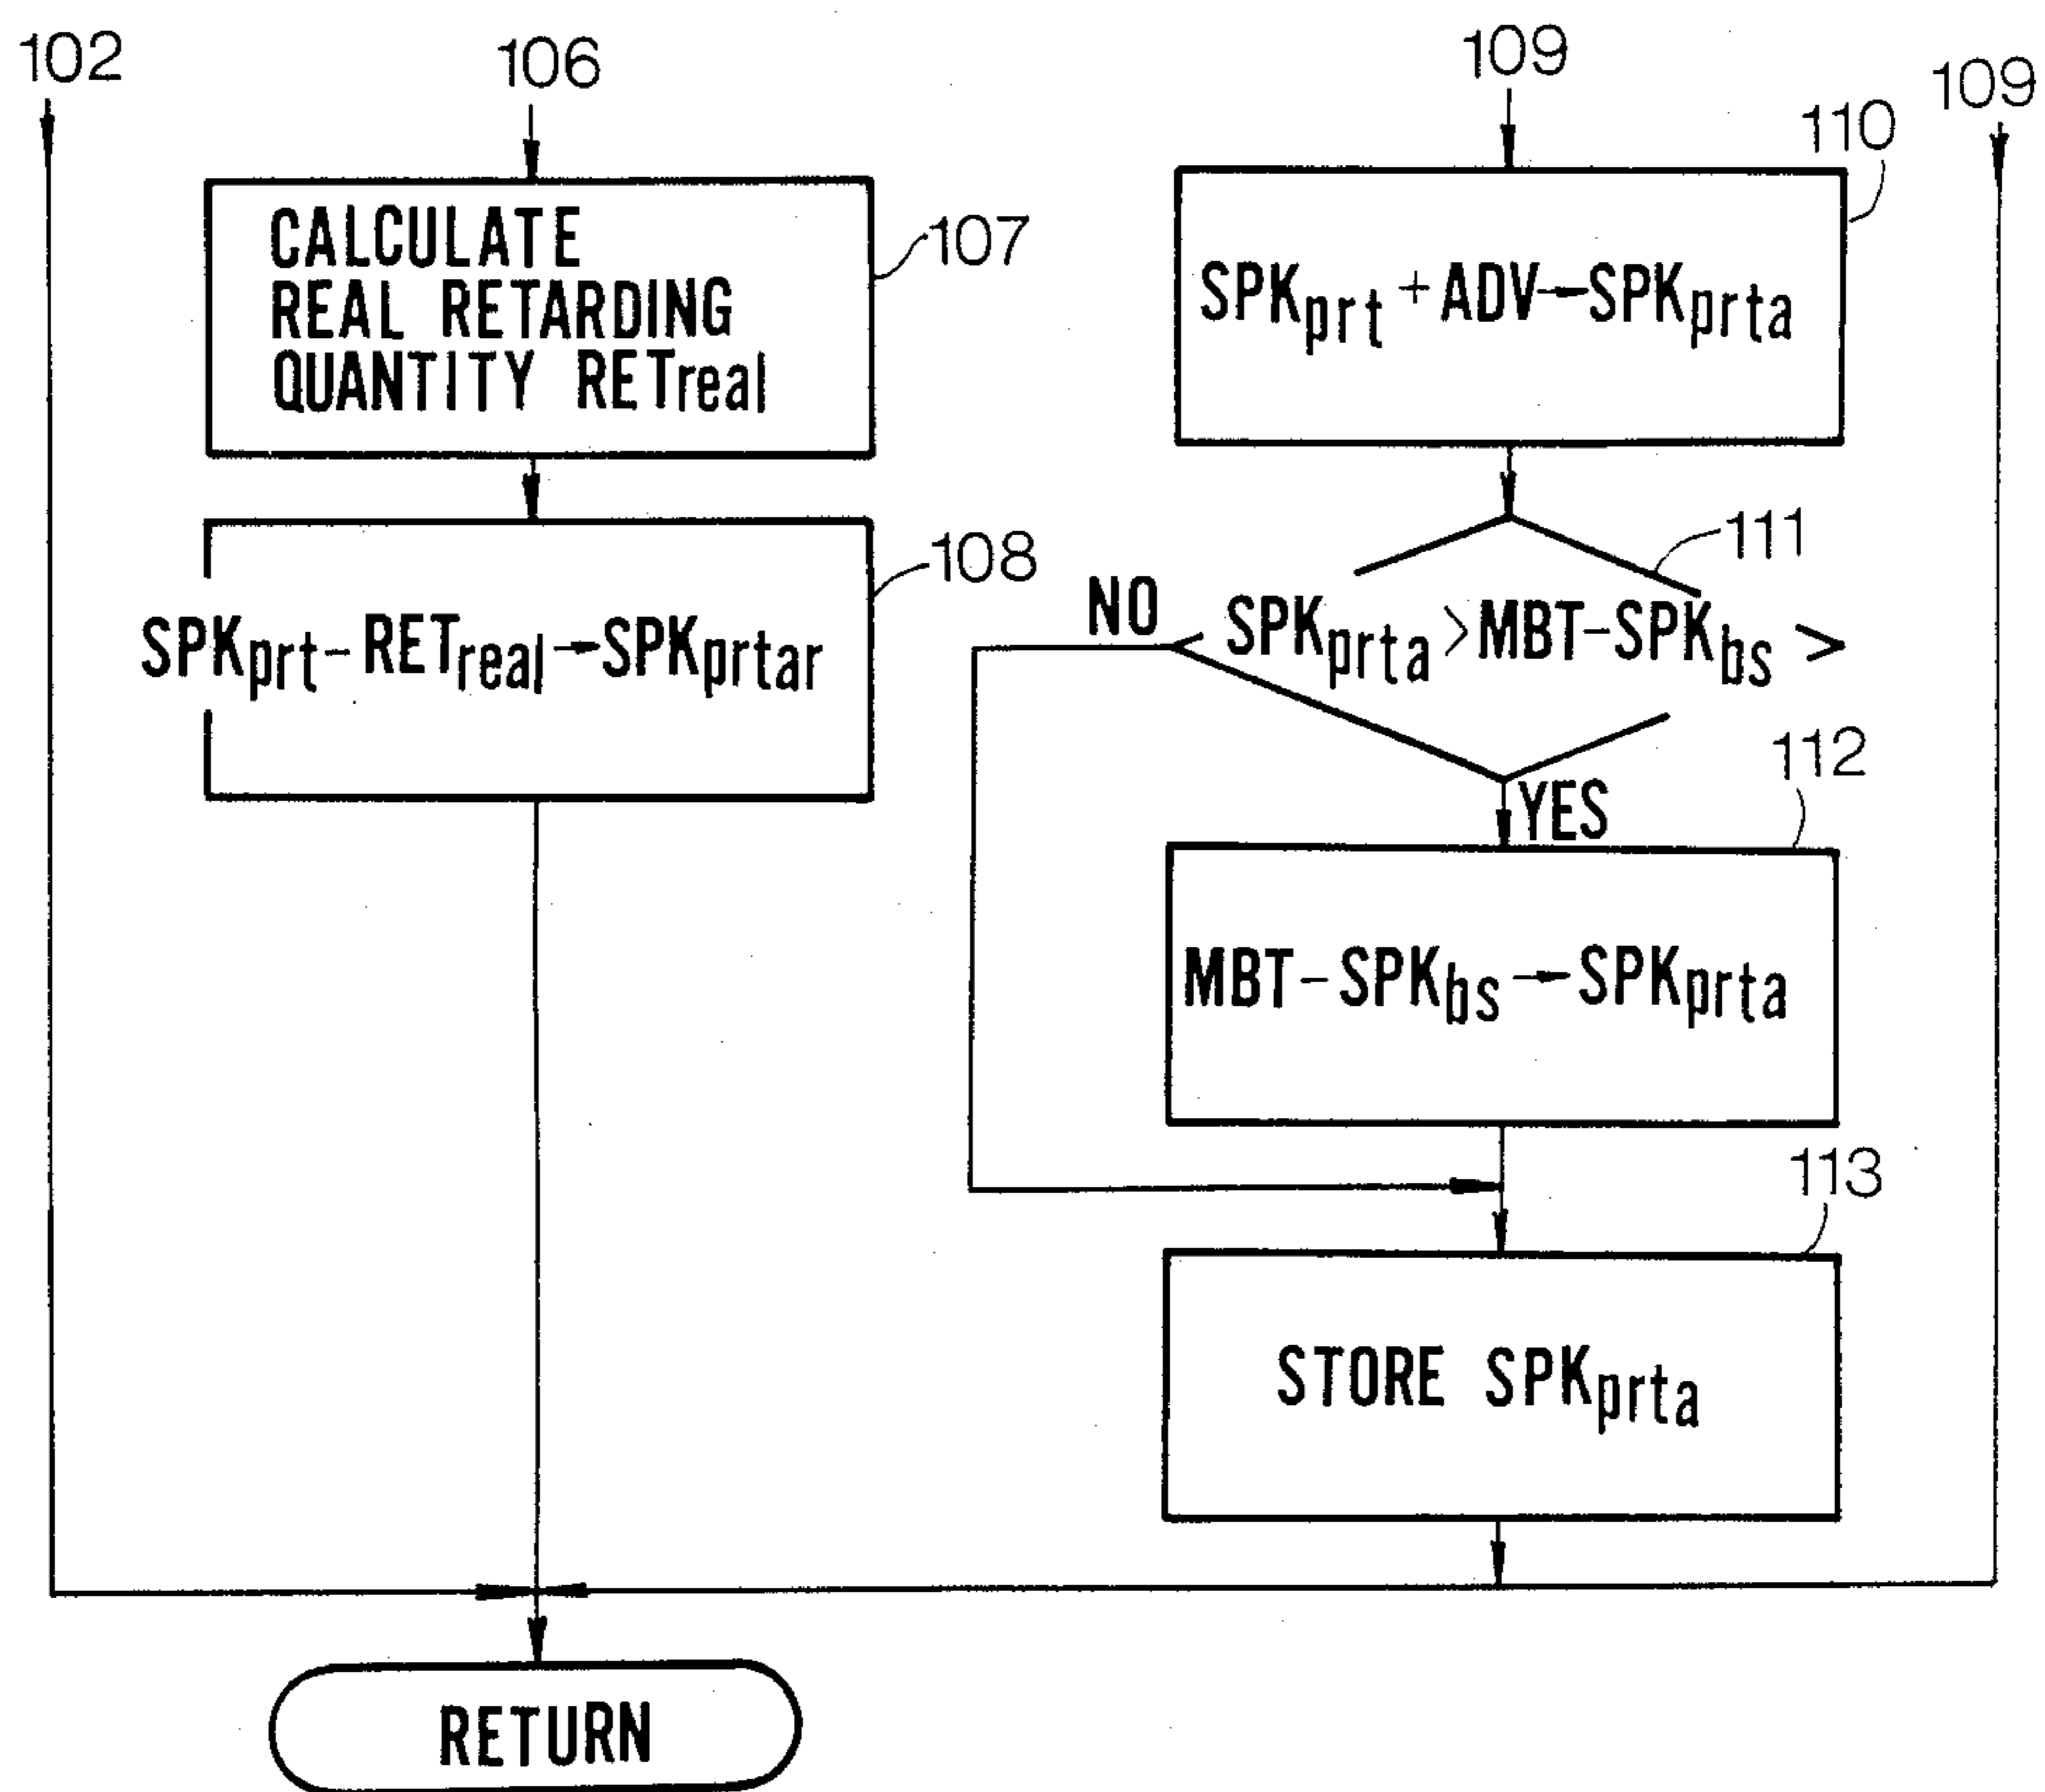 102
106
109
109
110
CALCULATE
REAL RETARDING
QUANTITY RETreal
107
SPKprt + ADV → SPKprta
108
SPKprt - RETreal → SPKprtar
111
NO
SPKprta > MBT - SPKbs
YES
112
MBT - SPKbs → SPKprta
113
STORE SPKprta
RETURN